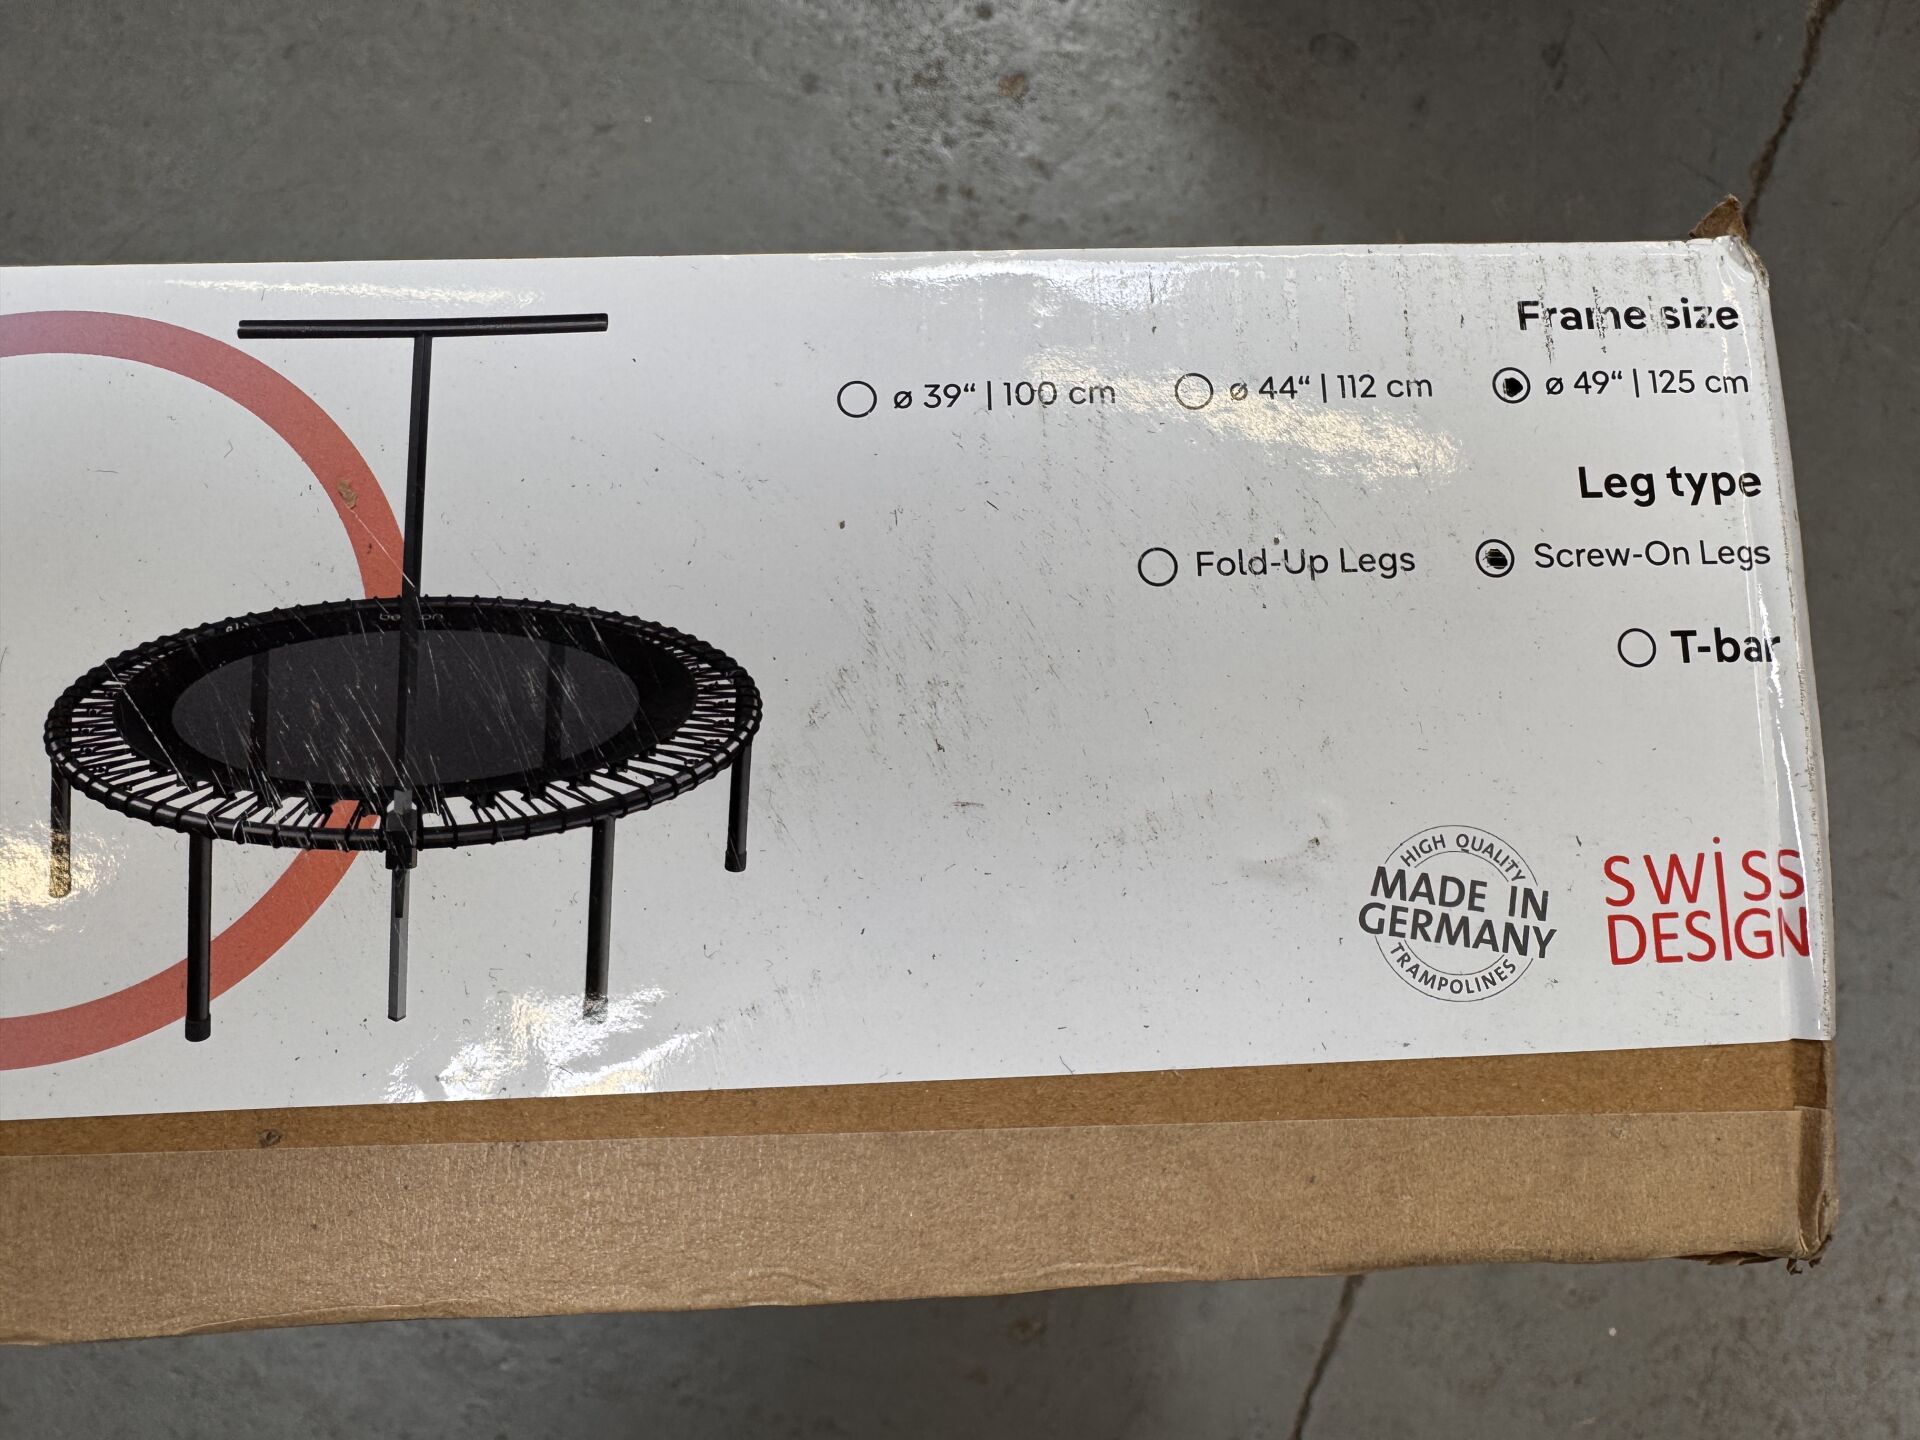 Frame size
ø 39“ | 100 cm
ø 44“ | 112 cm
ø 49“ | 125 cm
Leg type
Fold-Up Legs
Screw-On Legs
T-bar
HIGH QUALITY
MADE IN
GERMANY
TRAMPOLINES
SWiSS
DESIGN